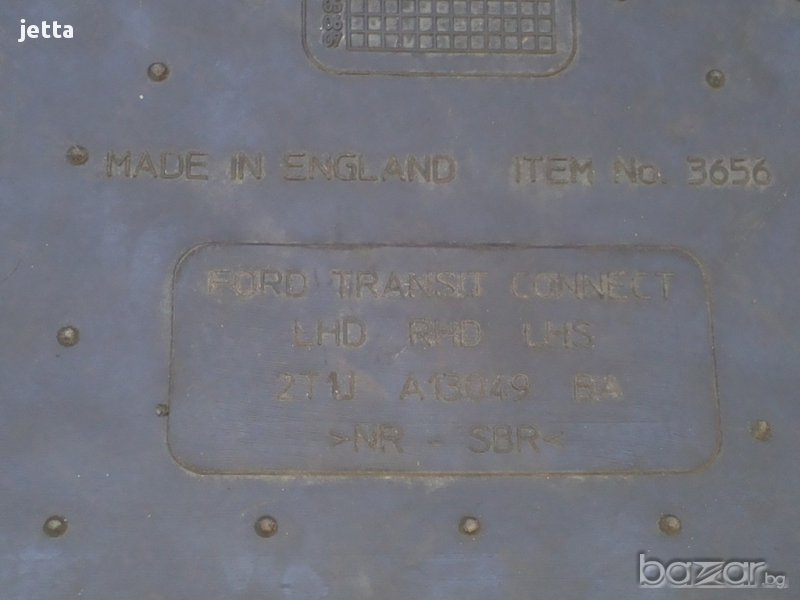 jetta
MADE IN ENGLAND ITEM No. 3656
FORD TRANSIT CONNECT
LHD RHD LHS
2T1J A13049 BA
>NR - SBR<
bazar.bg